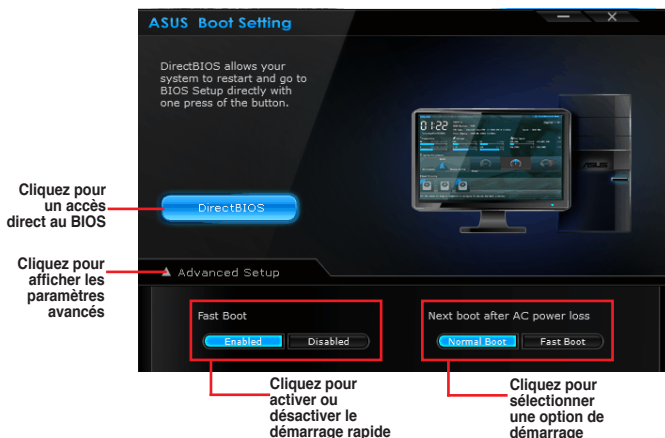 ASUS Boot Setting
DirectBIOS allows your
system to restart and go to
BIOS Setup directly with
one press of the button.
01:22
Cliquez pour
un accès
direct au BIOS
DirectBIOS
Cliquez pour
afficher les
paramètres
avancés
Advanced Setup
Fast Boot
Enabled
Disabled
Next boot after AC power loss
Normal Boot
Fast Boot
Cliquez pour
activer ou
désactiver le
démarrage rapide
Cliquez pour
sélectionner
une option de
démarrage